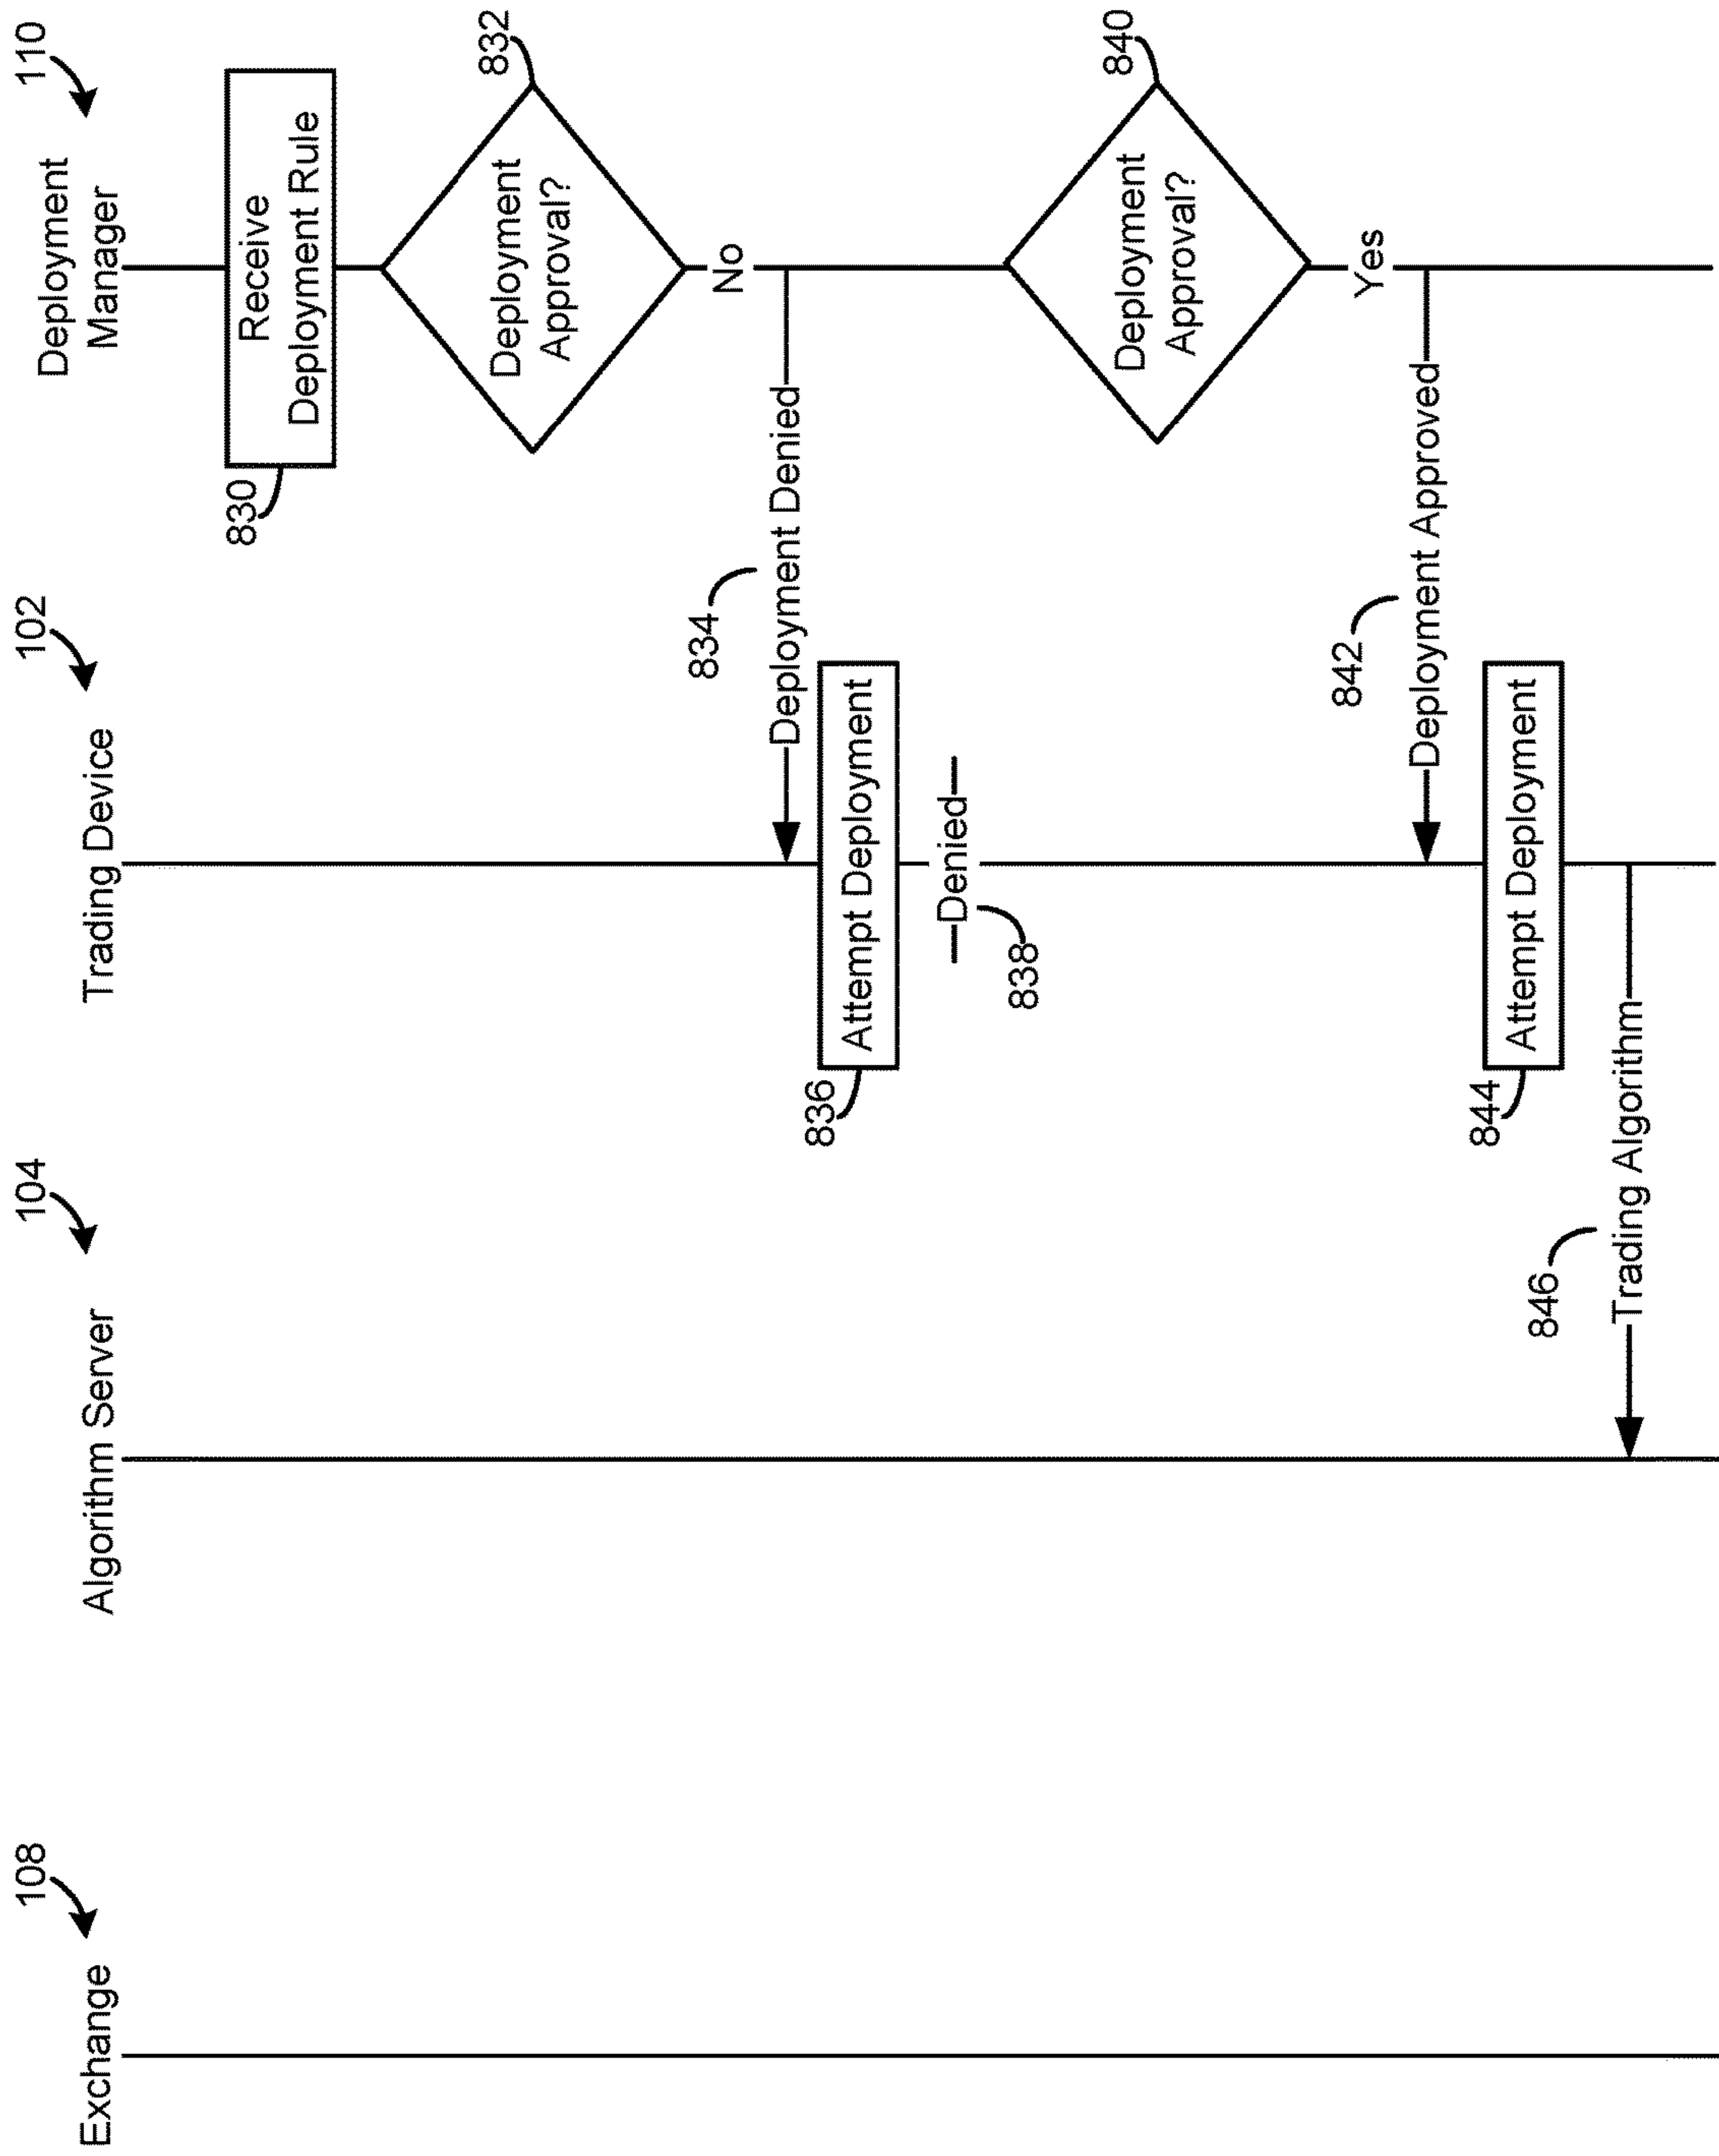 108
Exchange
104
Algorithm Server
102
Trading Device
110
Deployment
Manager
830
Receive
Deployment Rule
832
Deployment
Approval?
No
834
Deployment Denied
836
Attempt Deployment
Denied
838
840
Deployment
Approval?
Yes
842
Deployment Approved
844
Attempt Deployment
846
Trading Algorithm